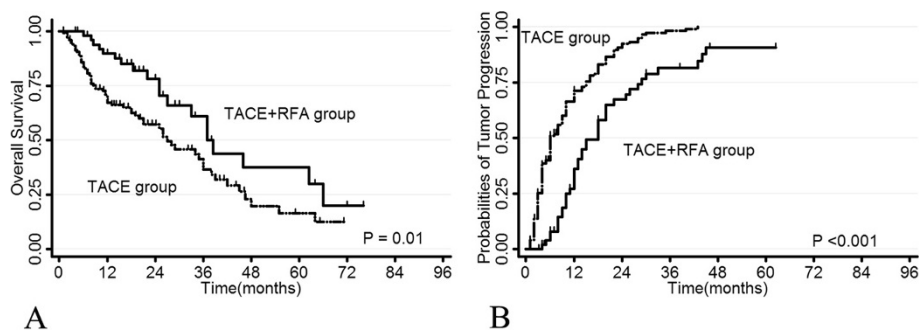 A
Overall Survival
1.00
0.75
0.50
0.25
0.00
TACE+RFA group
TACE group
P = 0.01
0 12 24 36 48 60 72 84 96
Time(months)
B
Probabilities of Tumor Progression
1.00
0.75
0.50
0.25
0.00
TACE group
TACE+RFA group
P <0.001
0 12 24 36 48 60 72 84 96
Time(months)